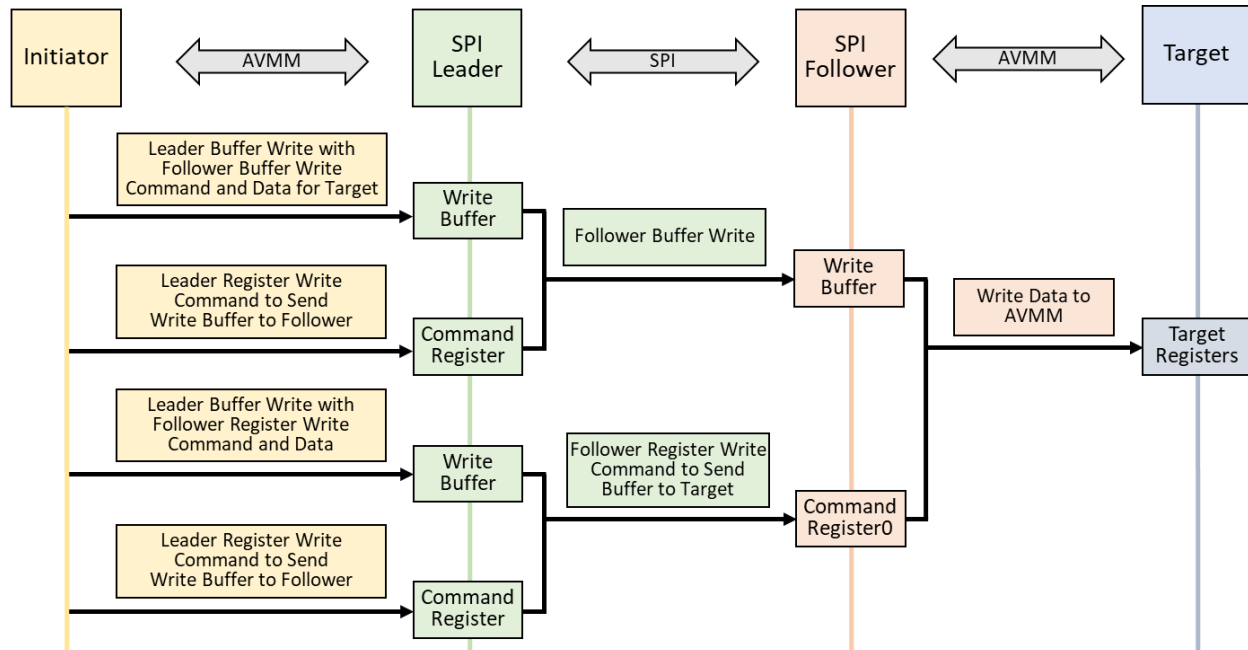 Initiator
AVMM
SPI
Leader
SPI
SPI
Follower
AVMM
Target
Leader Buffer Write with
Follower Buffer Write
Command and Data for Target
Write
Buffer
Follower Buffer Write
Leader Register Write
Command to Send
Write Buffer to Follower
Write
Buffer
Write Data to
AVMM
Command
Register
Target
Registers
Leader Buffer Write with
Follower Register Write
Command and Data
Write
Buffer
Follower Register Write
Command to Send
Buffer to Target
Command
Register0
Leader Register Write
Command to Send
Write Buffer to Follower
Command
Register